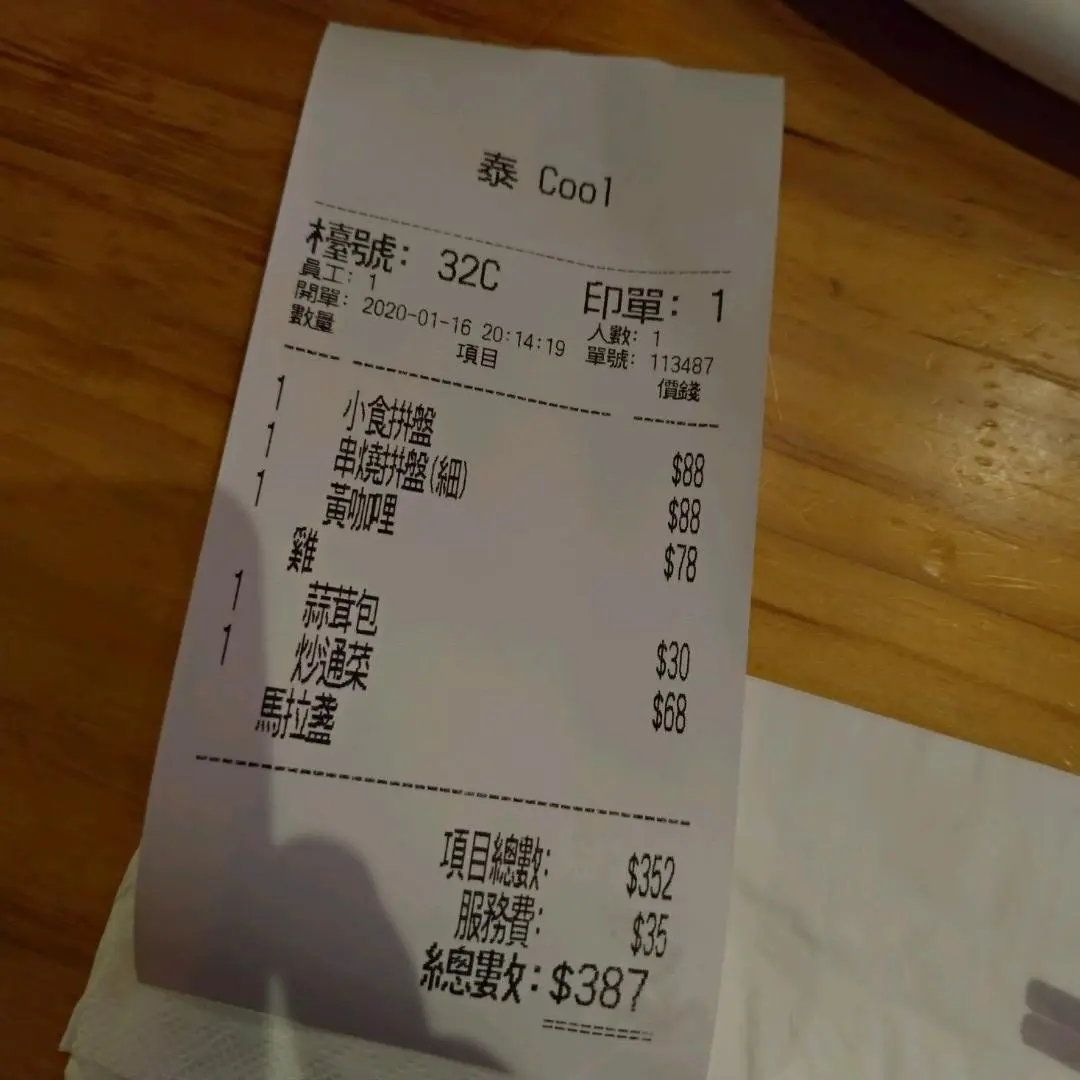 泰 Cool
檯號: 32C 印單: 1
員工: 1 人數: 1
開單: 2020-01-16 20:14:19 單號: 113487
數量 項目 價錢
1 小食拼盤 $88
1 串燒拼盤(細) $88
1 黃咖哩 $78
雞
1 蒜茸包 $30
1 炒通菜 $68
馬拉盞
項目總數: $352
服務費: $35
總數: $387